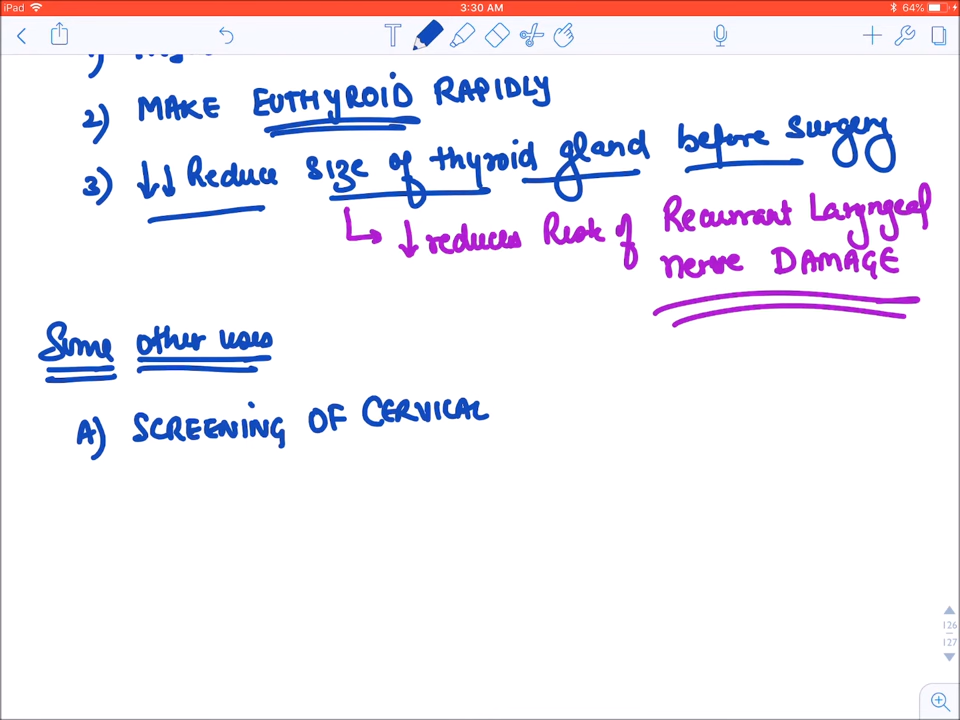 iPad 3:30 AM 64%
T
2) MAKE EUTHYROID RAPIDLY
3) ↓↓ Reduce size of thyroid gland before surgery
↳ ↓ reduces Risk of Recurrant Laryngeal
nerve DAMAGE
Some other uses
A) SCREENING OF CERVICAL
126
127